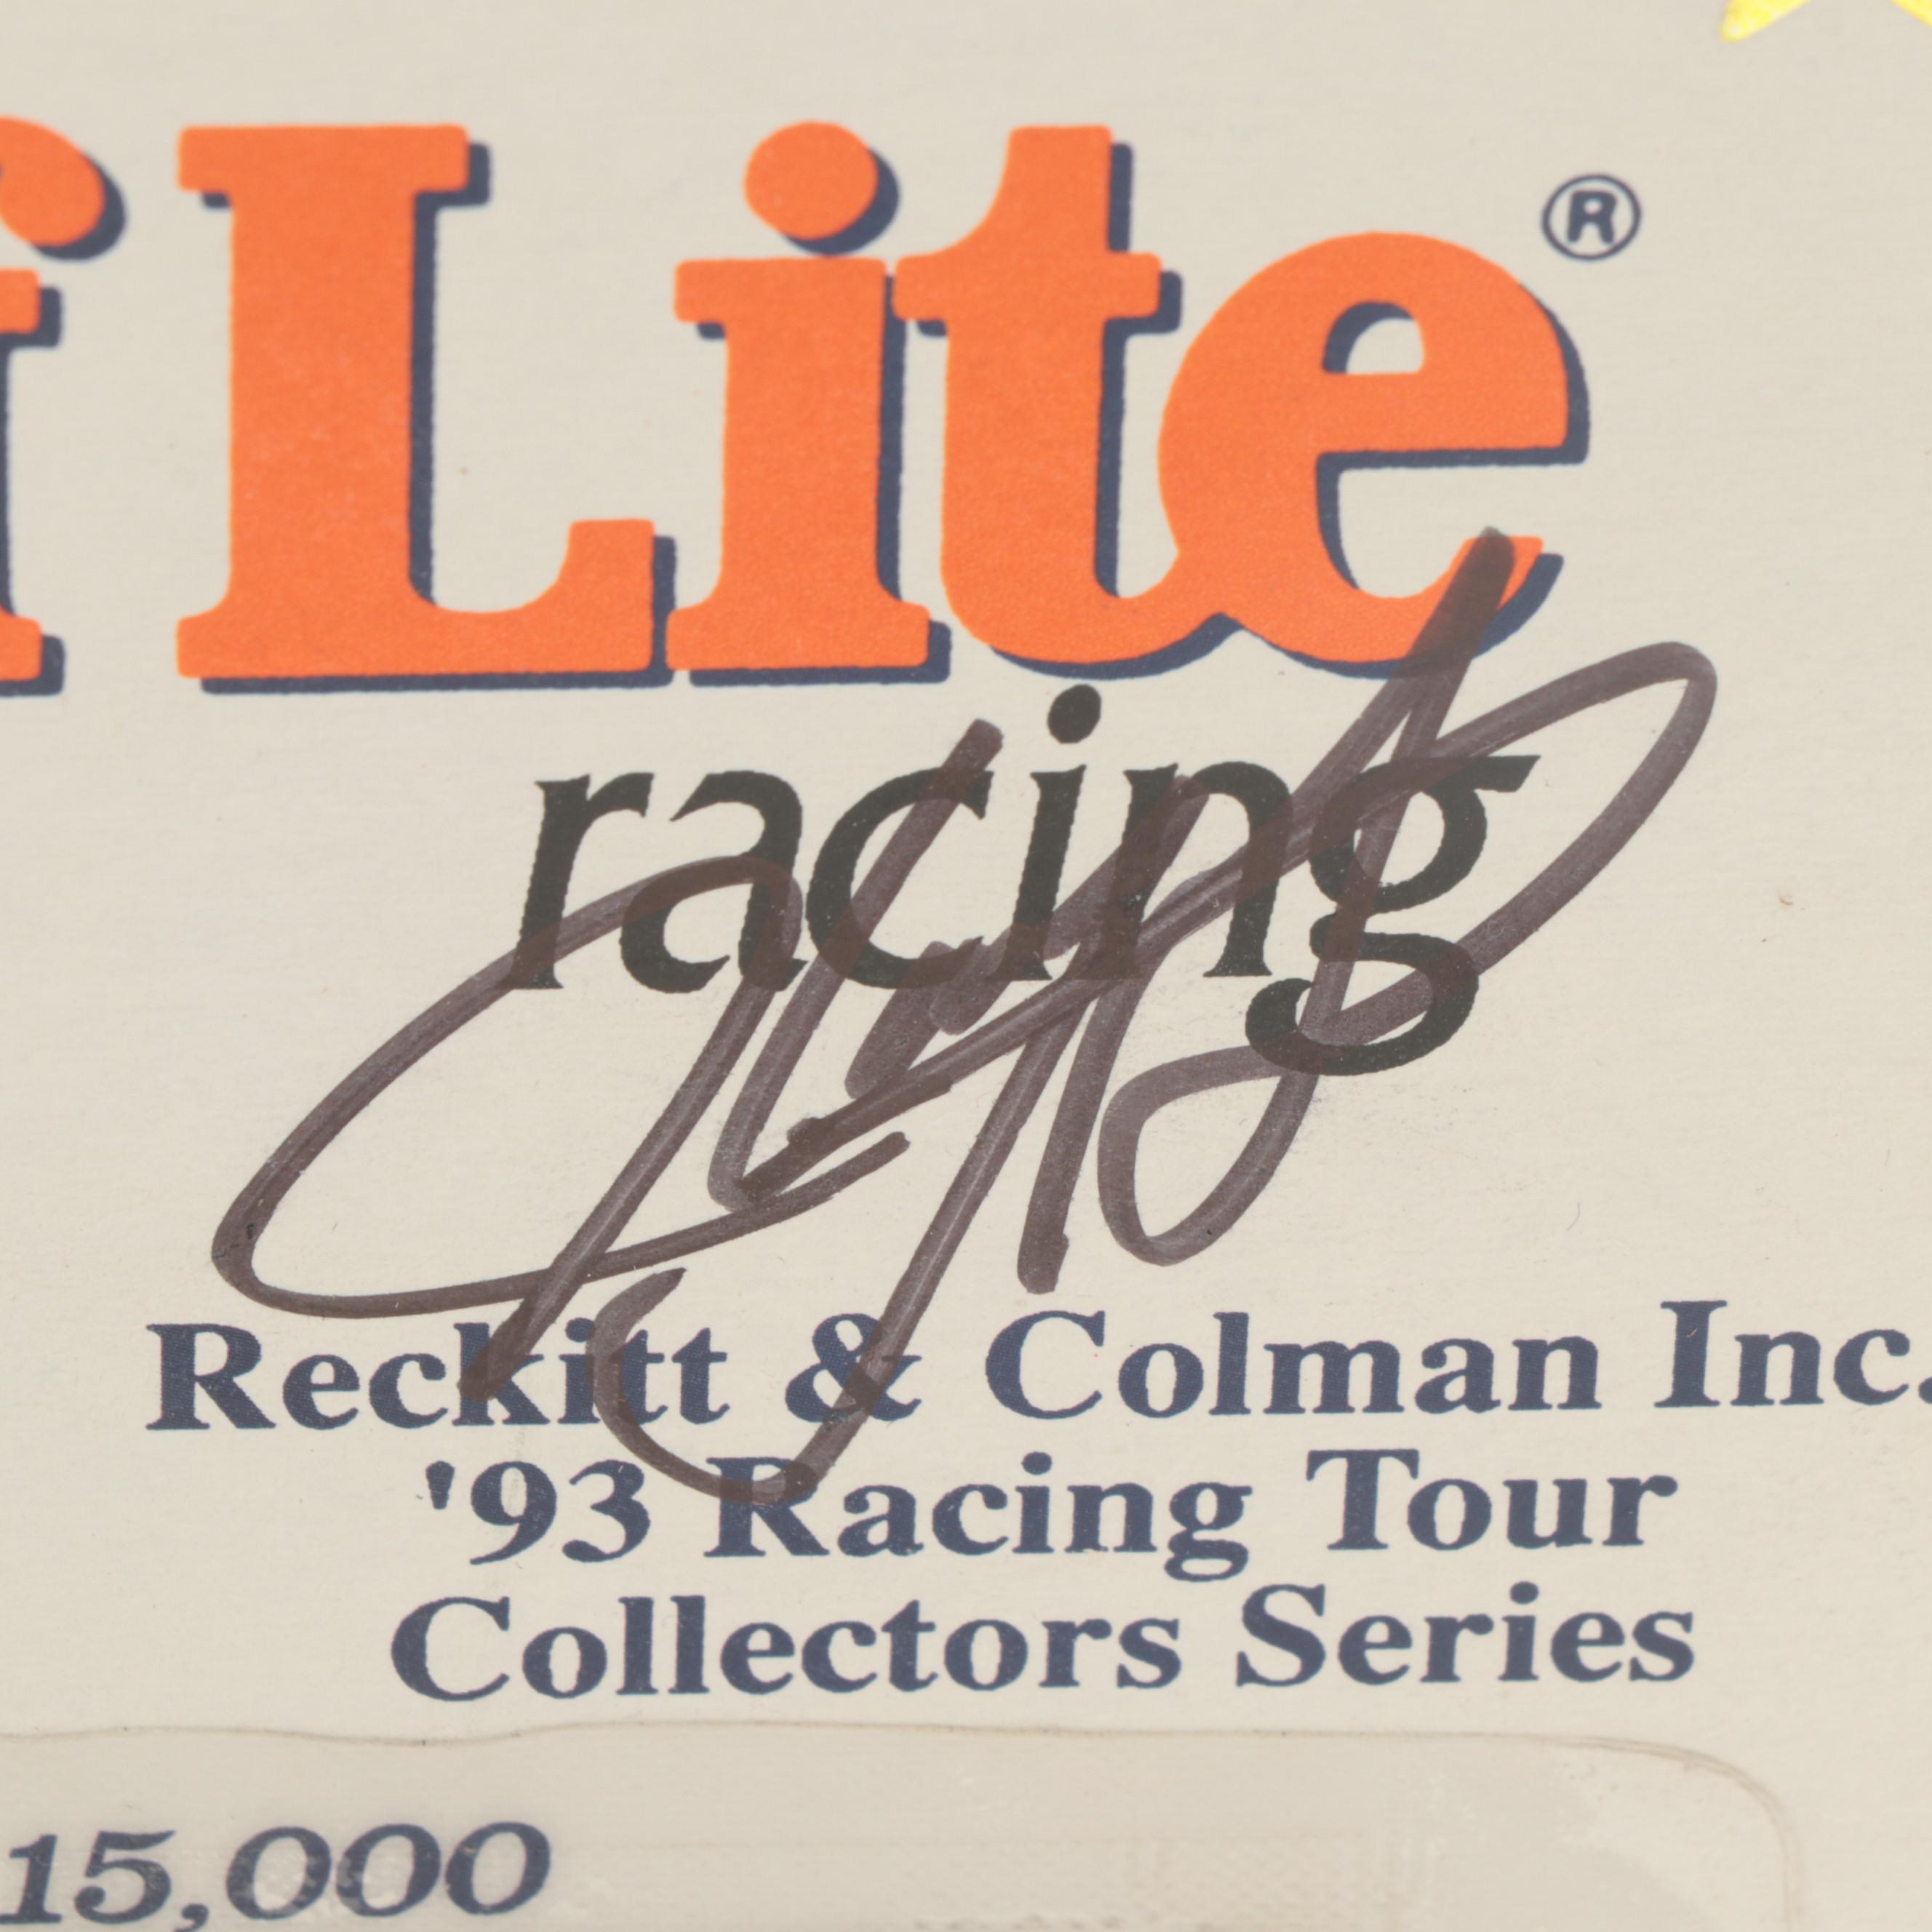 f Lite®
racing
Reckitt & Colman Inc.
'93 Racing Tour
Collectors Series
15,000